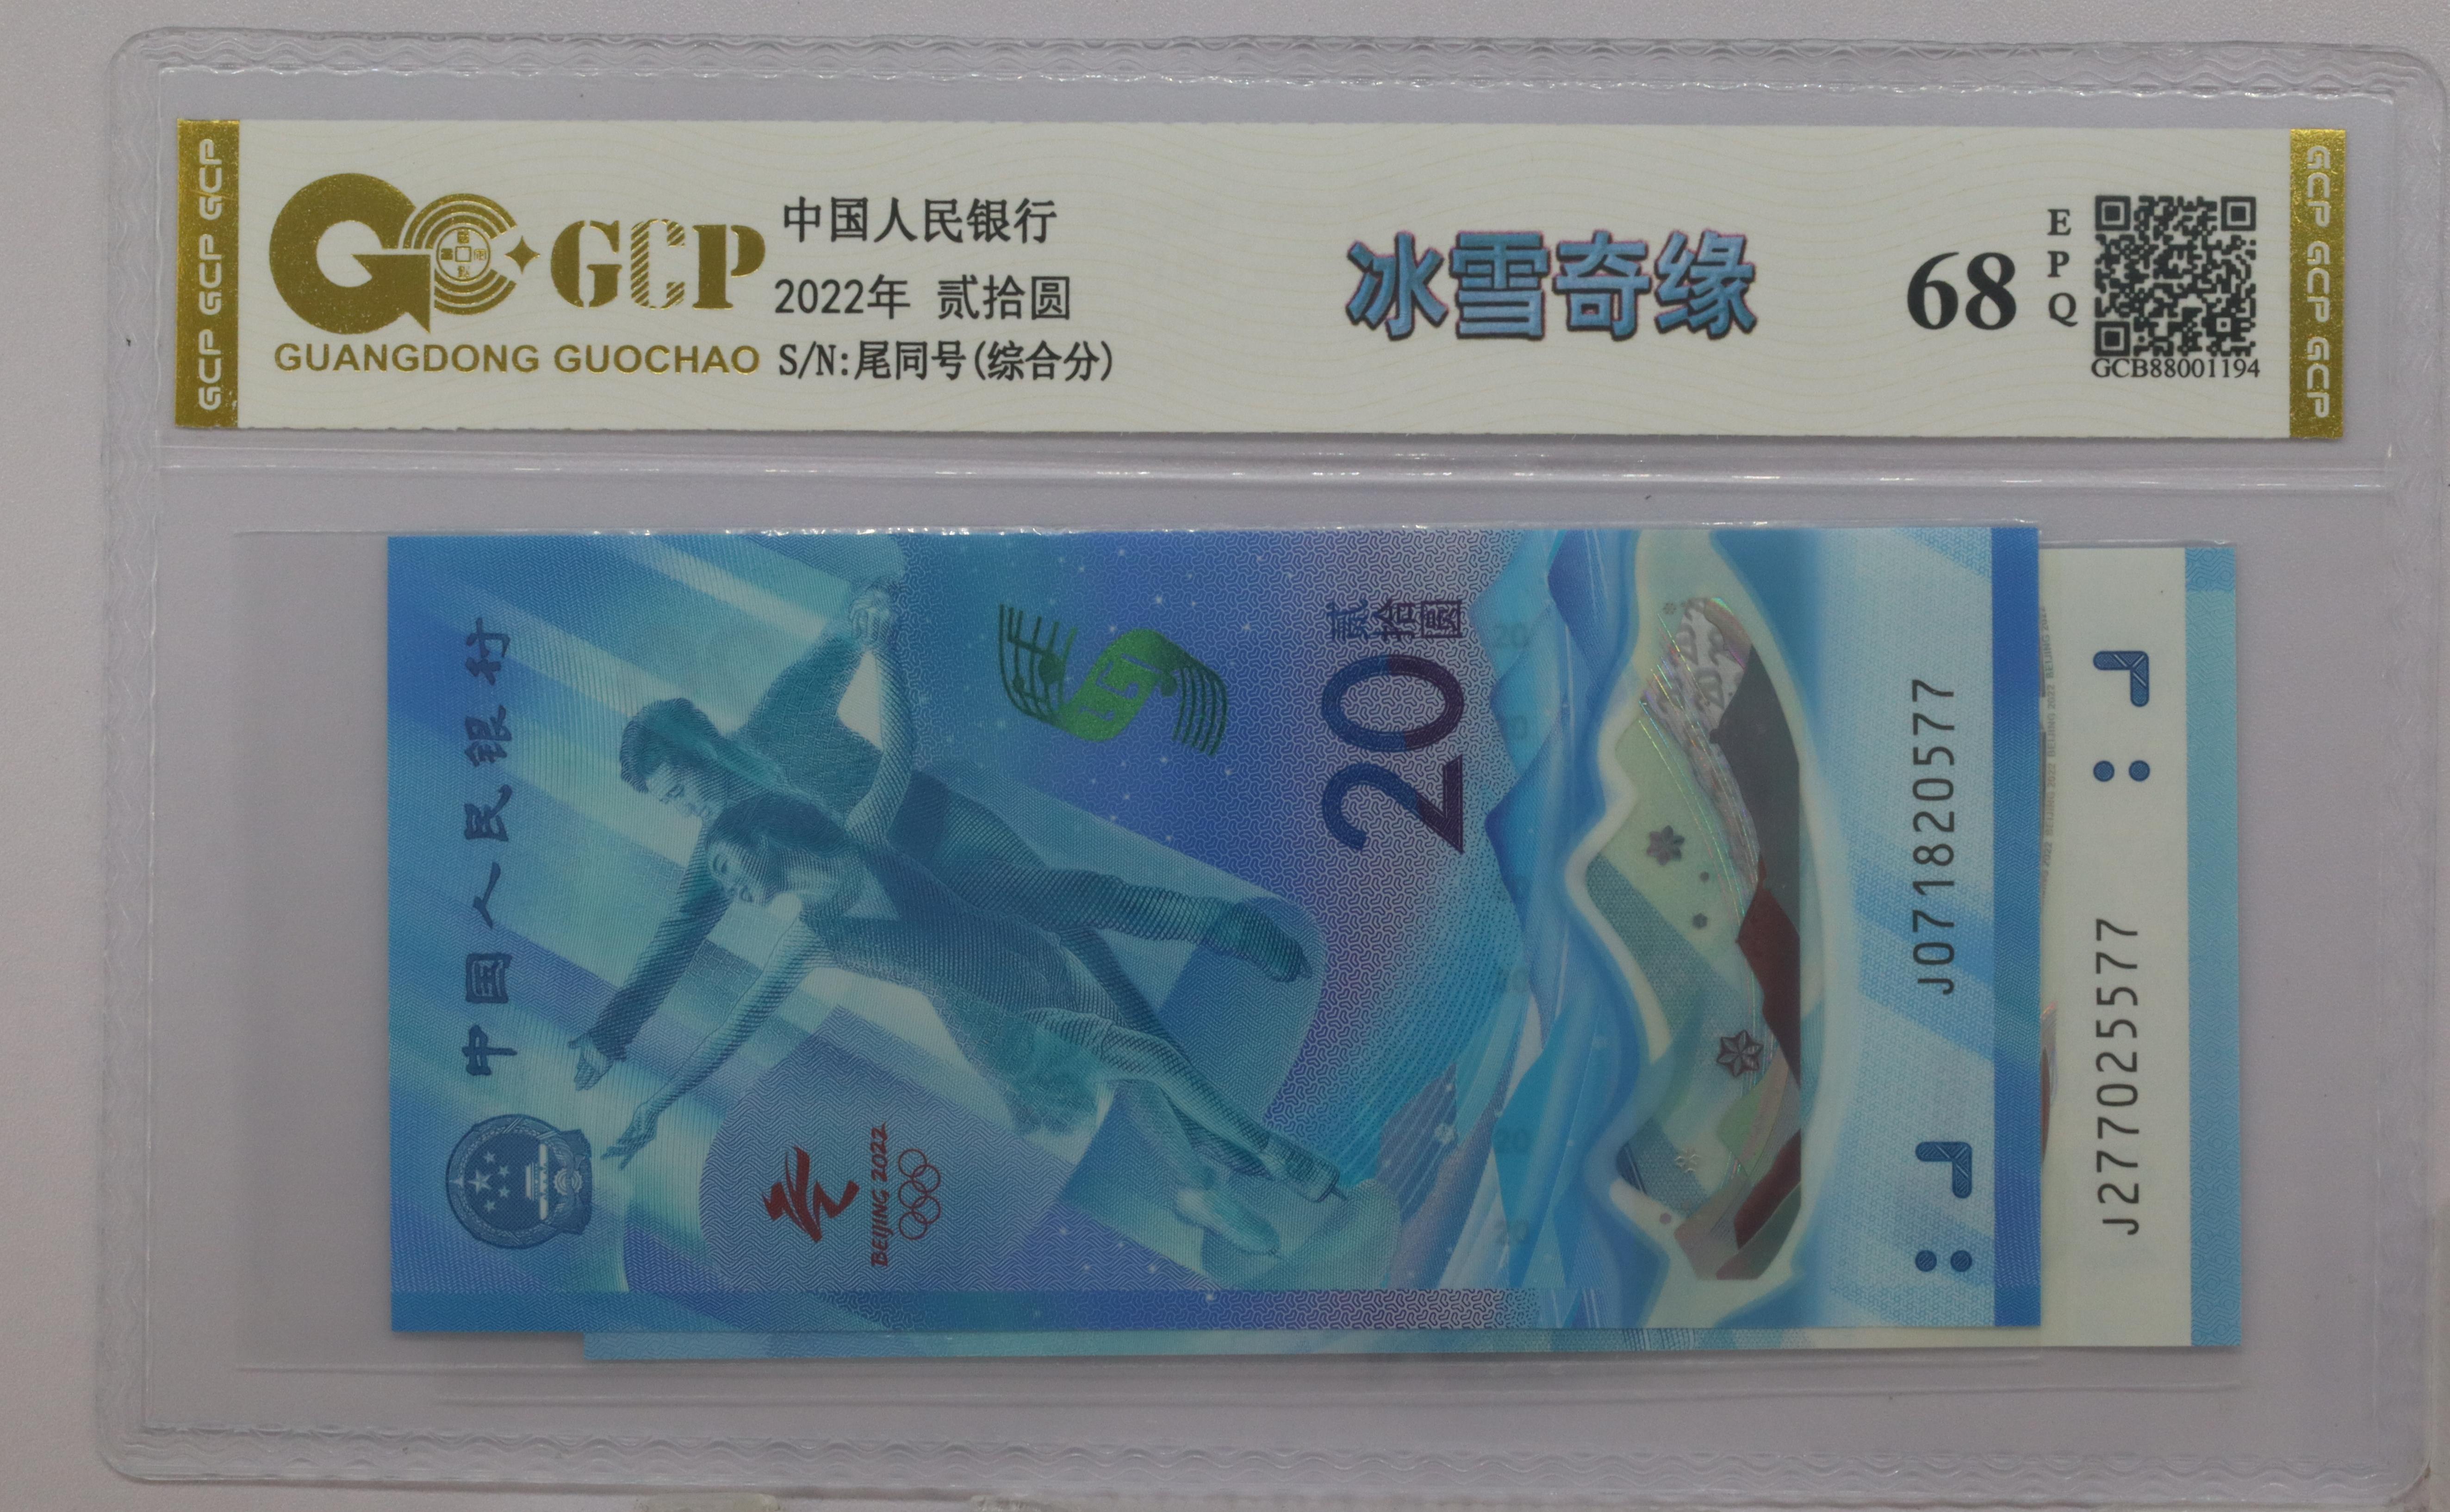 GCP GCP GCP
GCP
GUANGDONG GUOCHAO
中国人民银行
2022年 贰拾圆
S/N:尾同号(综合分)
冰雪奇缘
68
EPQ
GCB88001194
GCP GCP GCP
中国人民银行
BEIJING 2022
贰拾圆
20
J071820577
J277025577